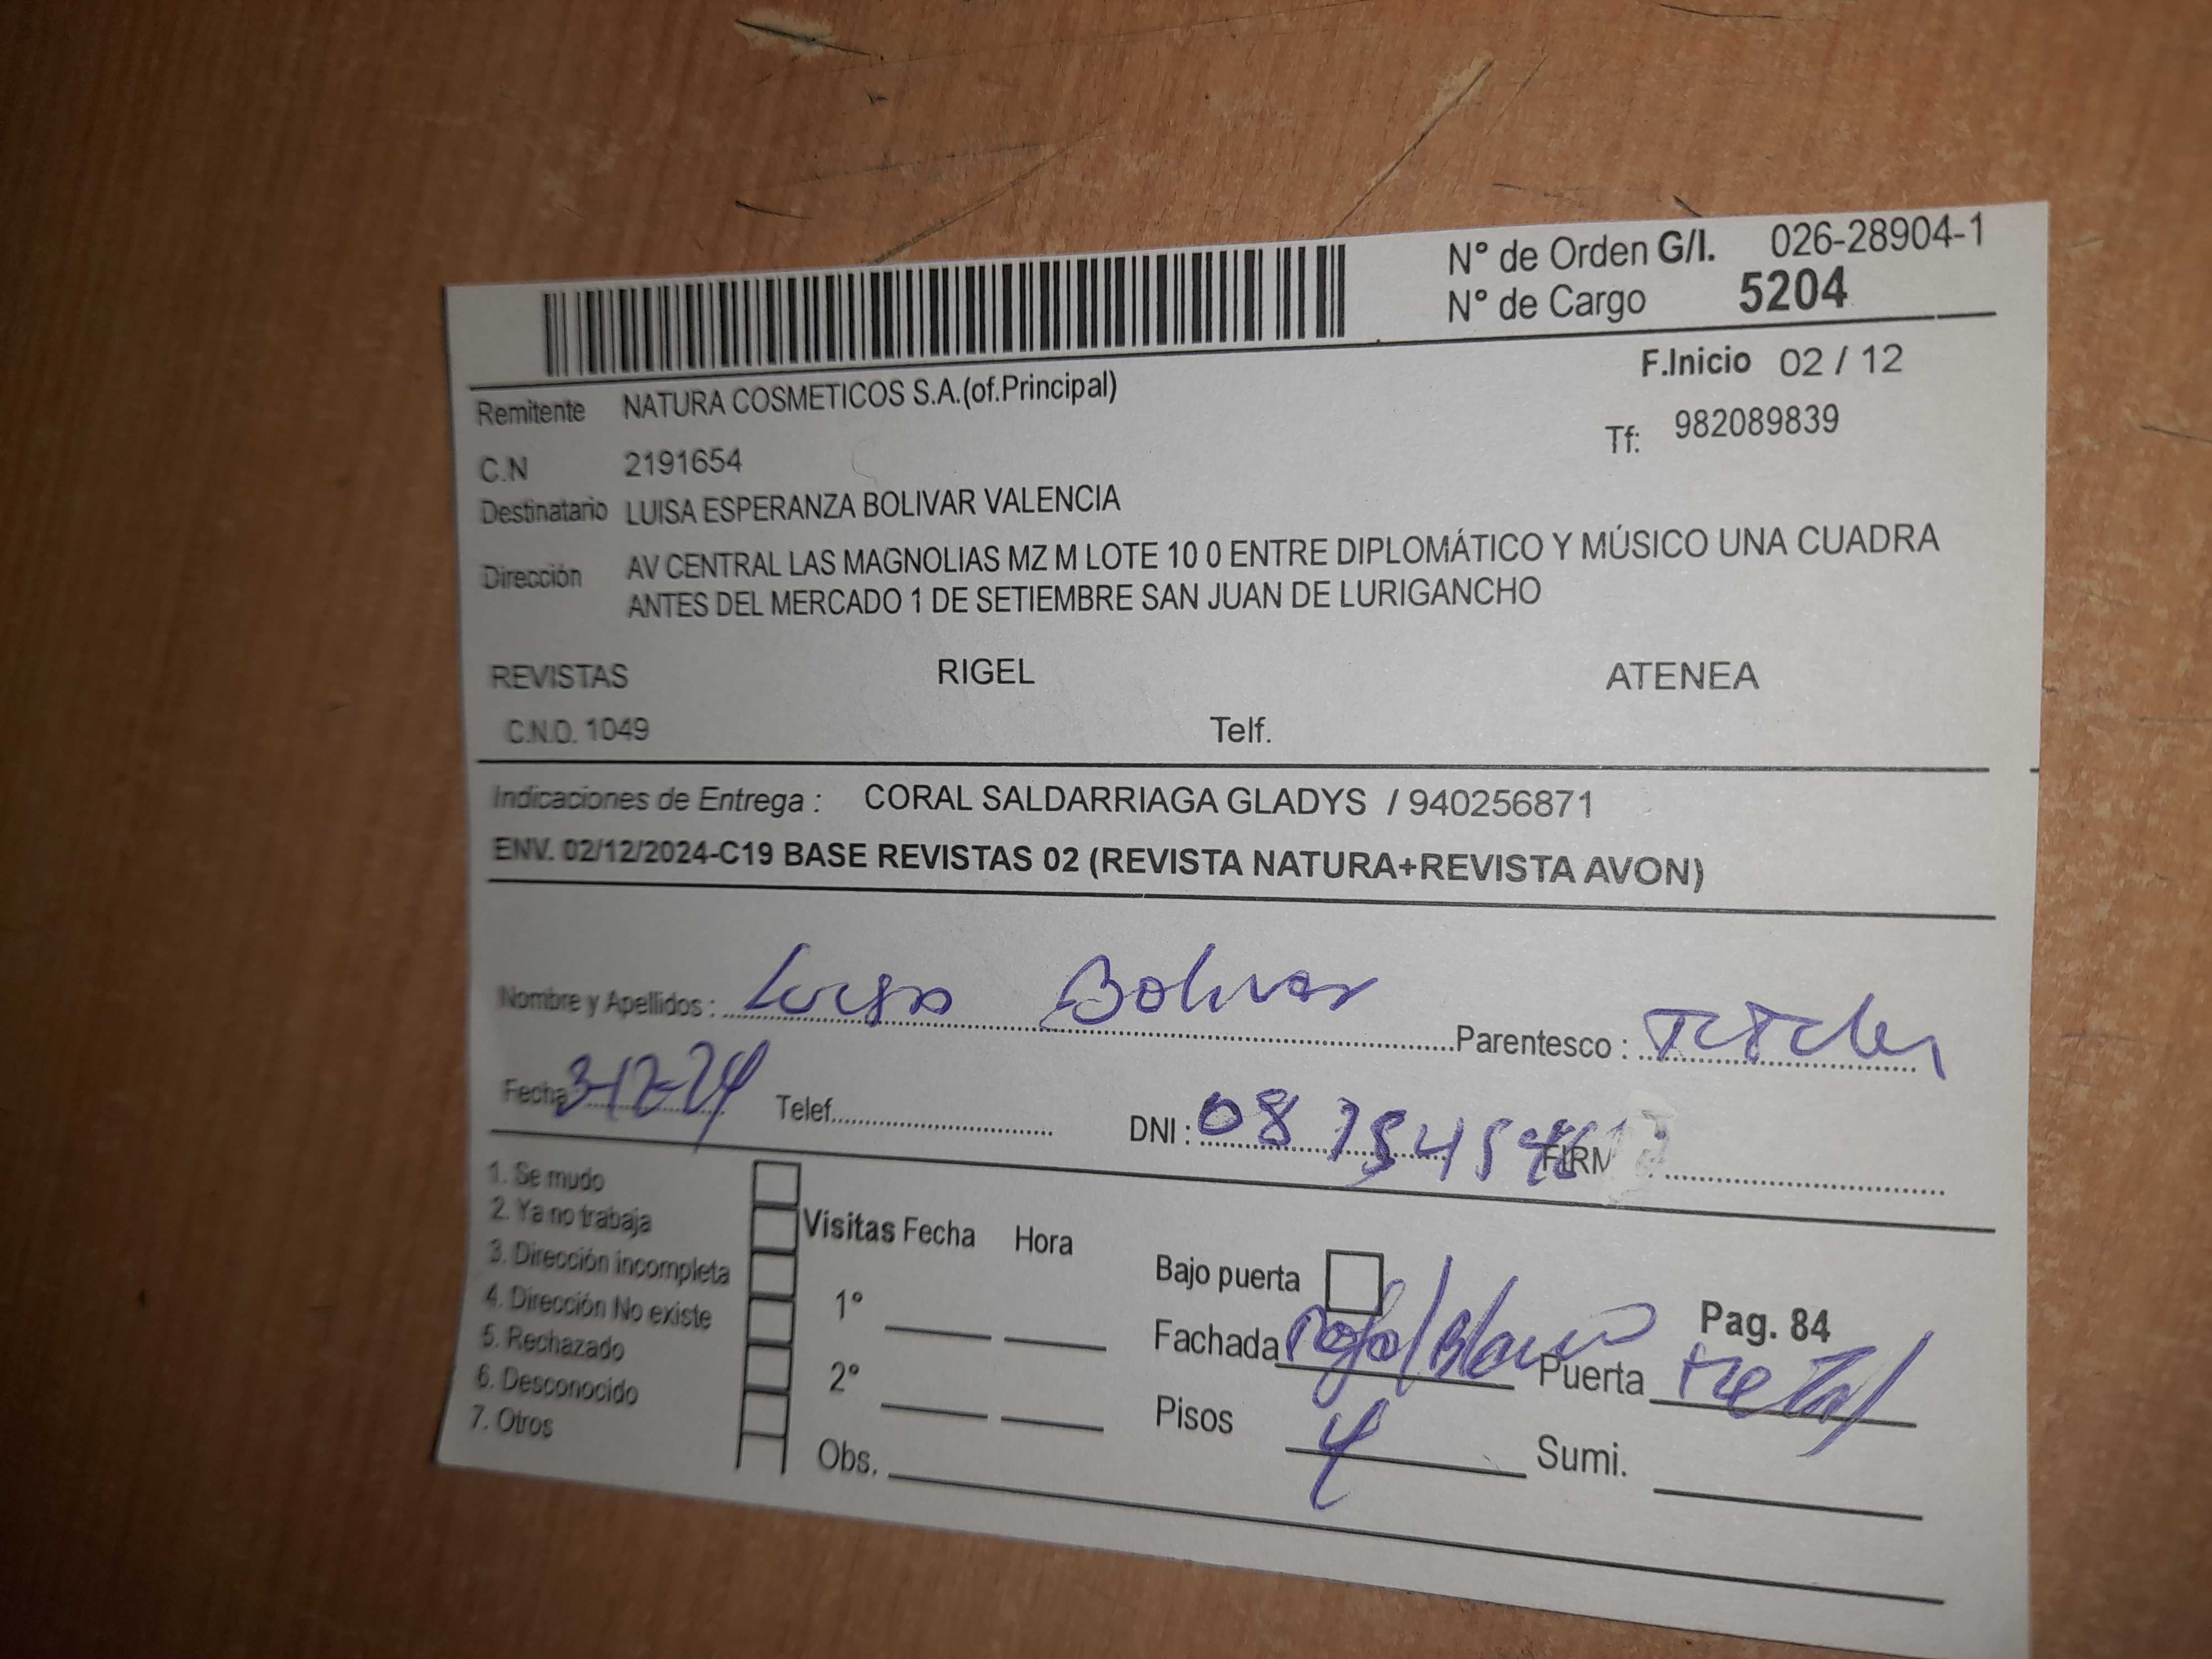 N° de Orden G/I. 026-28904-1
N° de Cargo 5204
F.Inicio 02 / 12
Remitente NATURA COSMETICOS S.A.(of.Principal)
Tf: 982089839
C.N 2191654
Destinatario LUISA ESPERANZA BOLIVAR VALENCIA
Dirección AV CENTRAL LAS MAGNOLIAS MZ M LOTE 10 0 ENTRE DIPLOMÁTICO Y MÚSICO UNA CUADRA
ANTES DEL MERCADO 1 DE SETIEMBRE SAN JUAN DE LURIGANCHO
REVISTAS RIGEL ATENEA
C.N.O. 1049 Telf.
Indicaciones de Entrega : CORAL SALDARRIAGA GLADYS / 940256871
ENV. 02/12/2024-C19 BASE REVISTAS 02 (REVISTA NATURA+REVISTA AVON)
Nombre y Apellidos : Luisa Bolivar Parentesco : Titular
Fecha 3-12-24 Telef. DNI : FIRM
1. Se mudo
2. Ya no trabaja
3. Dirección incompleta
4. Dirección No existe
5. Rechazado
6. Desconocido
7. Otros
Visitas Fecha Hora
1°
2°
Obs.
Bajo puerta
Pag. 84
Fachada Rojo/Blanco Puerta metal
Pisos 4 Sumi.